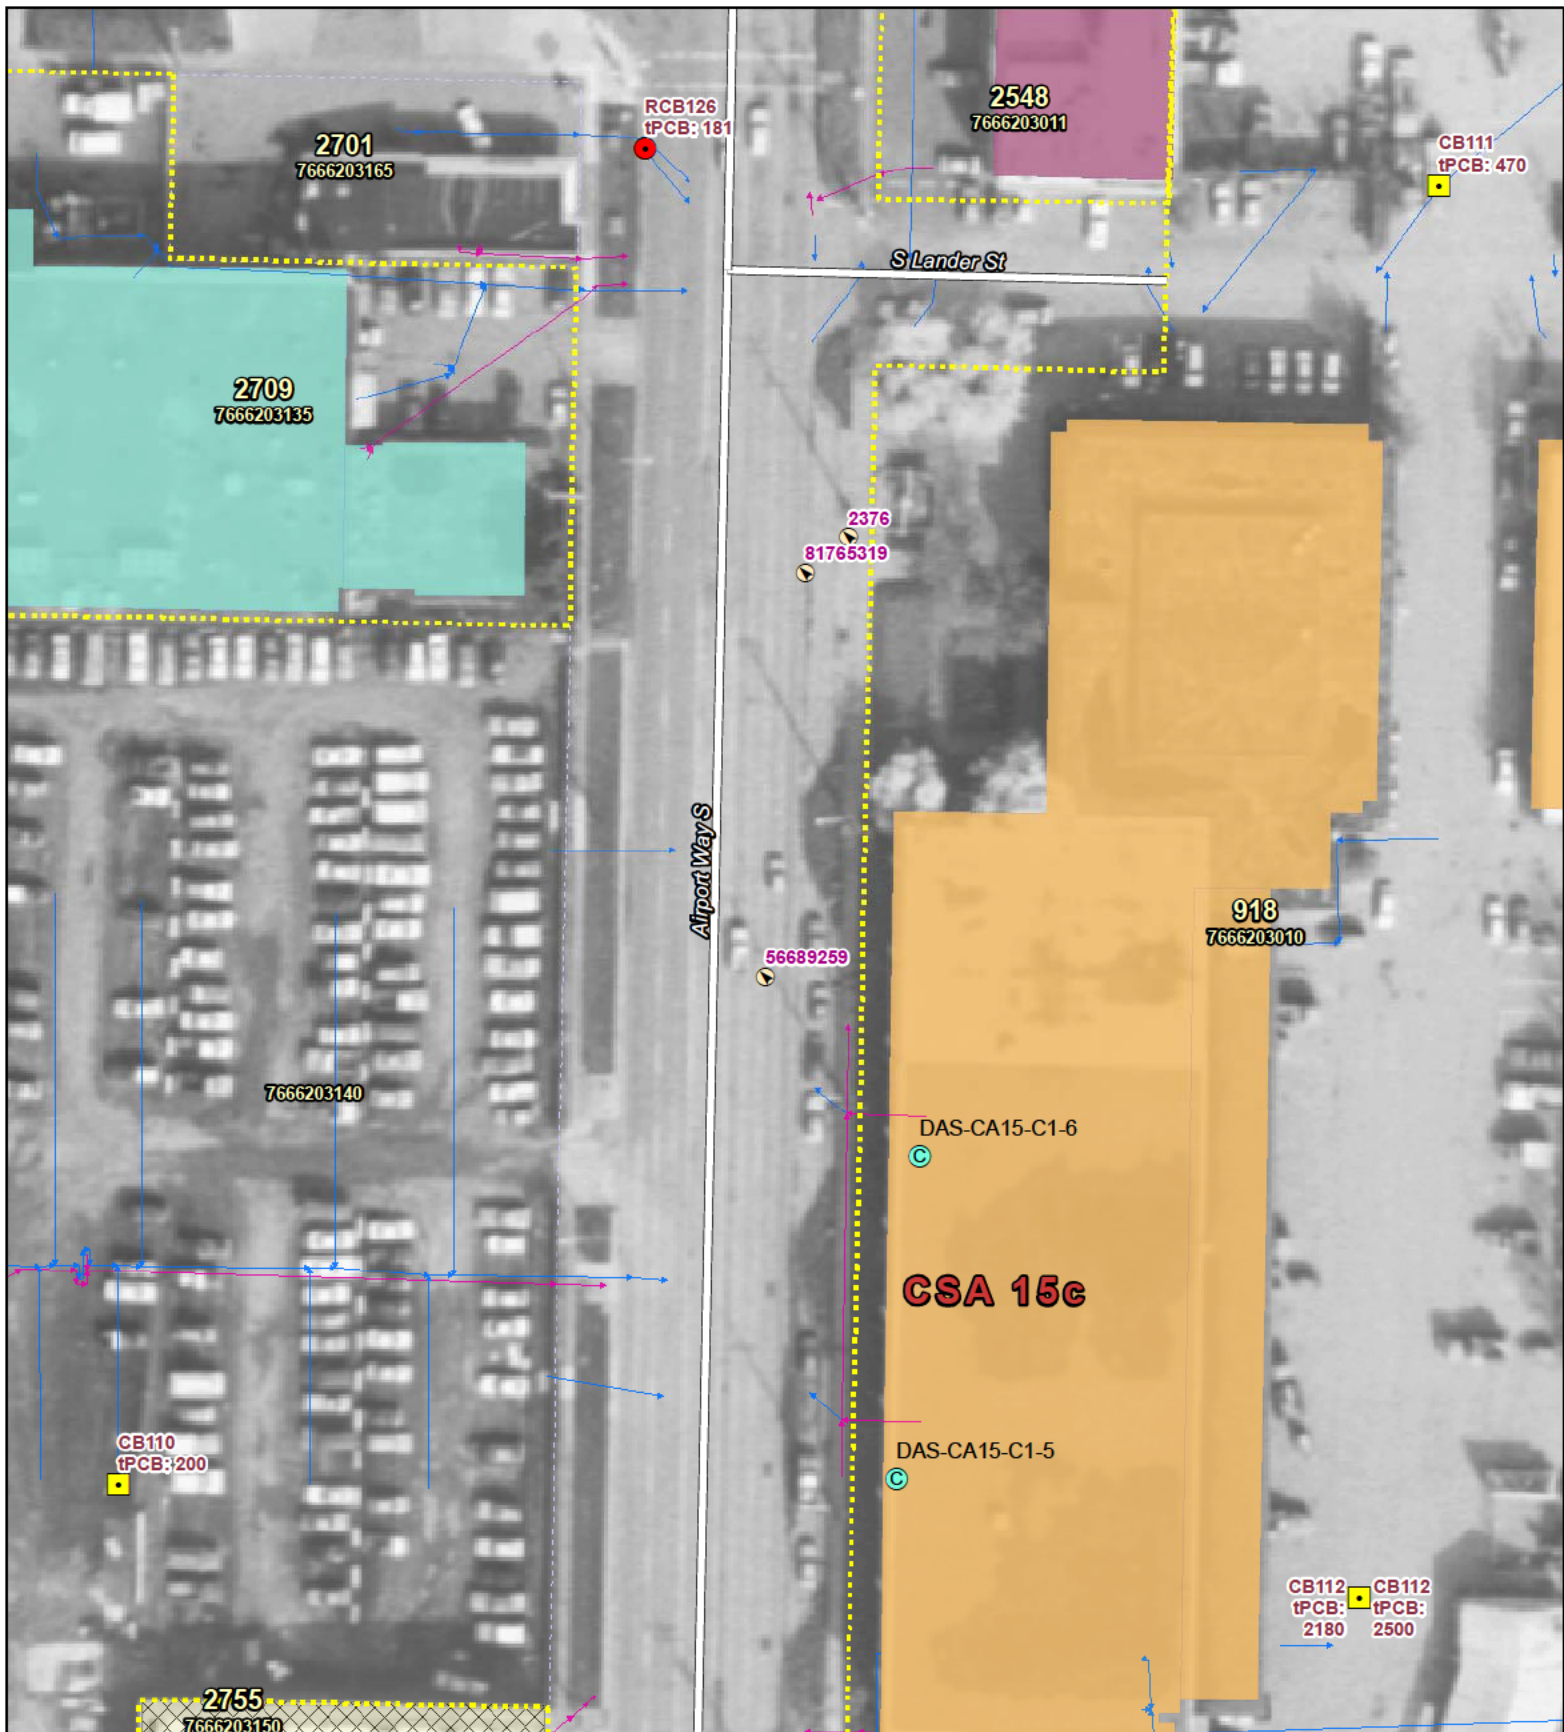 RCB126
tPCB: 181
2701
7666203165
2548
7666203011
CB111
tPCB: 470
S Lander St
2709
7666203135
2376
81765319
Airport Way S
918
7666203010
56689259
7666203140
DAS-CA15-C1-6
CSA 15c
CB110
tPCB: 200
DAS-CA15-C1-5
CB112
tPCB:
2180
CB112
tPCB:
2500
2755
7666203150
C
C